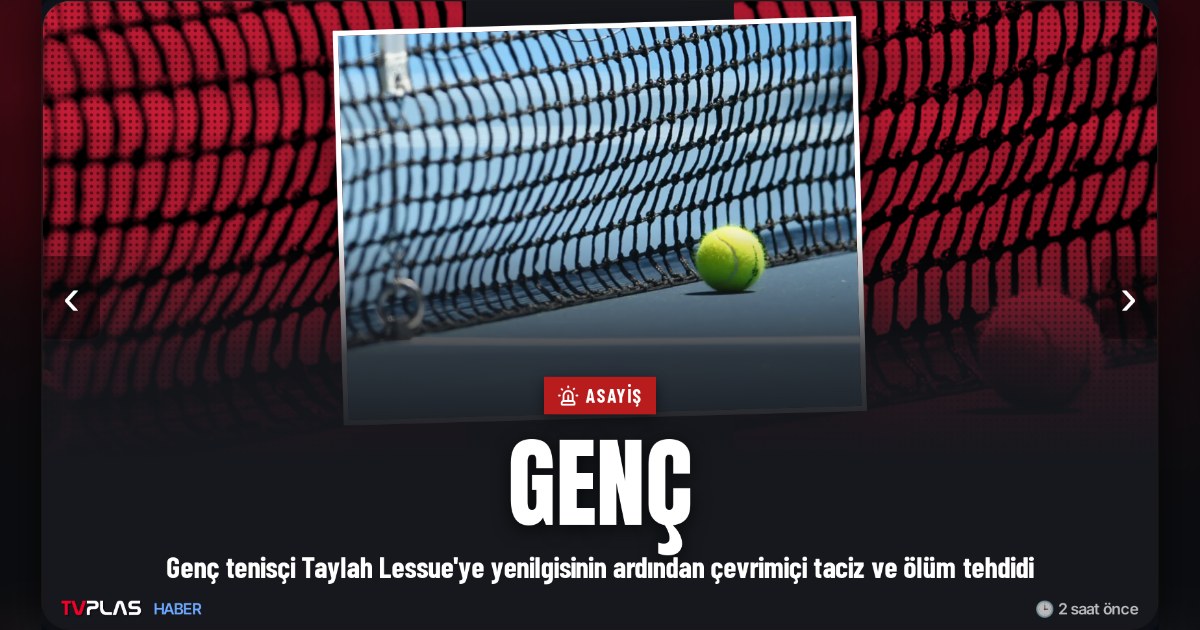 ASAYİŞ
GENÇ
Genç tenisçi Taylah Lessue'ye yenilgisinin ardından çevrimiçi taciz ve ölüm tehdidi
TVPLAS HABER
2 saat önce